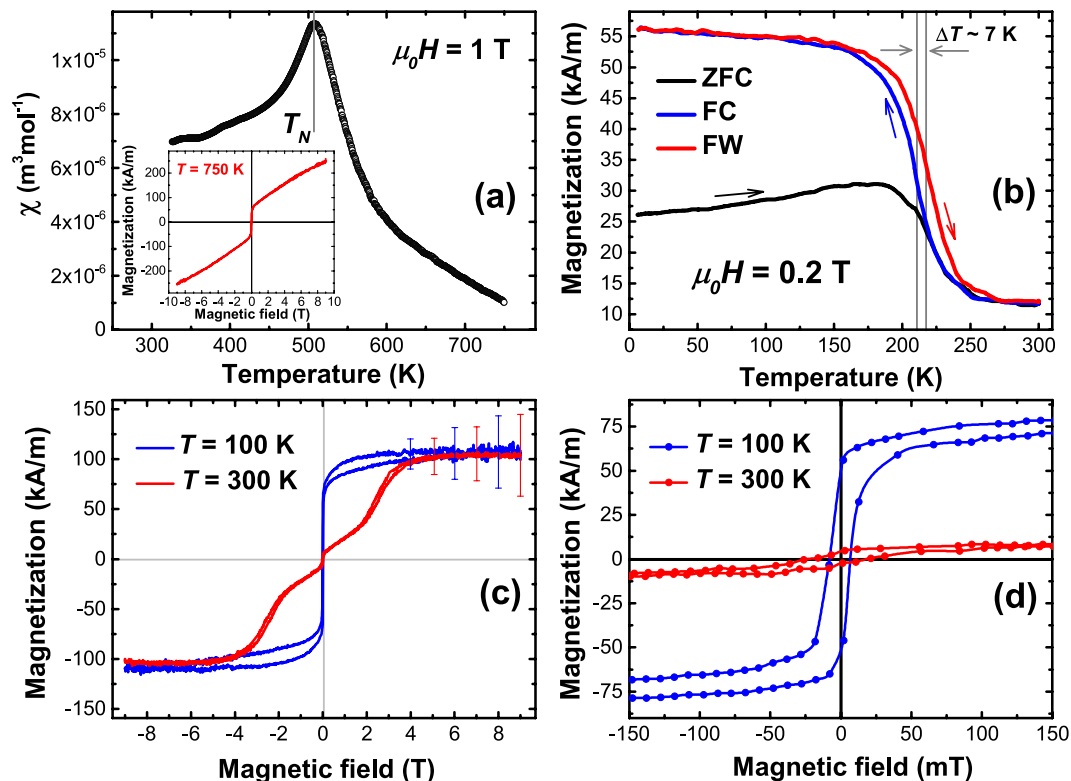 (a)
μ₀H = 1 T
T_N
χ (m³mol⁻¹)
1x10⁻⁵
8x10⁻⁶
6x10⁻⁶
4x10⁻⁶
2x10⁻⁶
0
300 400 500 600 700
Temperature (K)
T = 750 K
Magnetization (kA/m)
200
100
0
-100
-200
-10 -8 -6 -4 -2 0 2 4 6 8 10
Magnetic field (T)
(b)
ΔT ~ 7 K
ZFC
FC
FW
μ₀H = 0.2 T
Magnetization (kA/m)
55
50
45
40
35
30
25
20
15
10
0 50 100 150 200 250 300
Temperature (K)
(c)
T = 100 K
T = 300 K
Magnetization (kA/m)
150
100
50
0
-50
-100
-150
-8 -6 -4 -2 0 2 4 6 8
Magnetic field (T)
(d)
T = 100 K
T = 300 K
Magnetization (kA/m)
75
50
25
0
-25
-50
-75
-150 -100 -50 0 50 100 150
Magnetic field (mT)